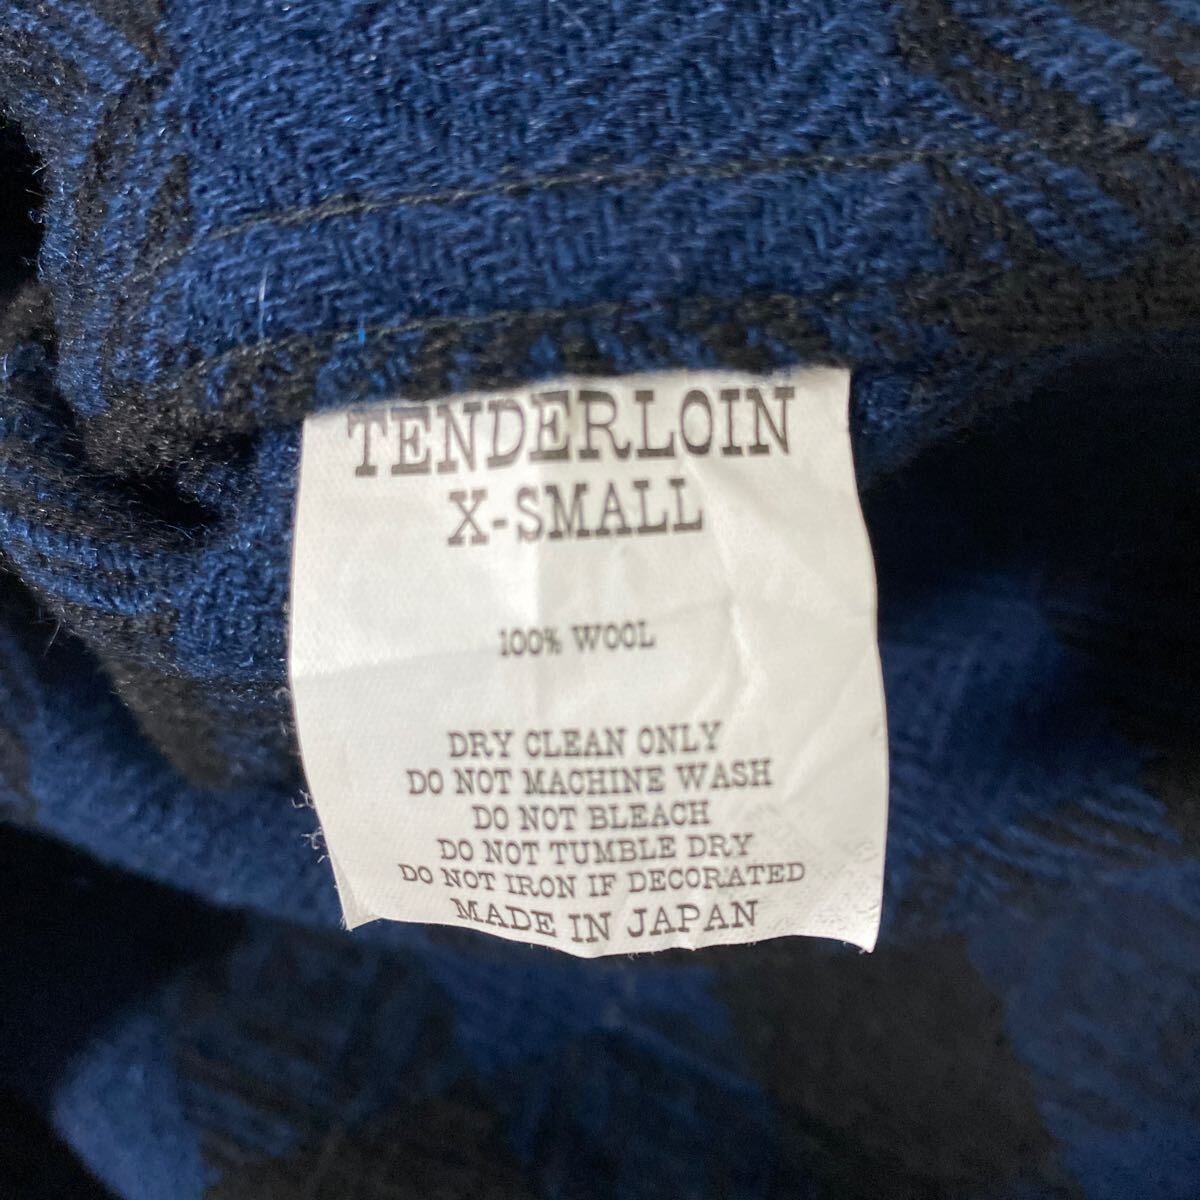 TENDERLOIN
X-SMALL
100% WOOL
DRY CLEAN ONLY
DO NOT MACHINE WASH
DO NOT BLEACH
DO NOT TUMBLE DRY
DO NOT IRON IF DECORATED
MADE IN JAPAN